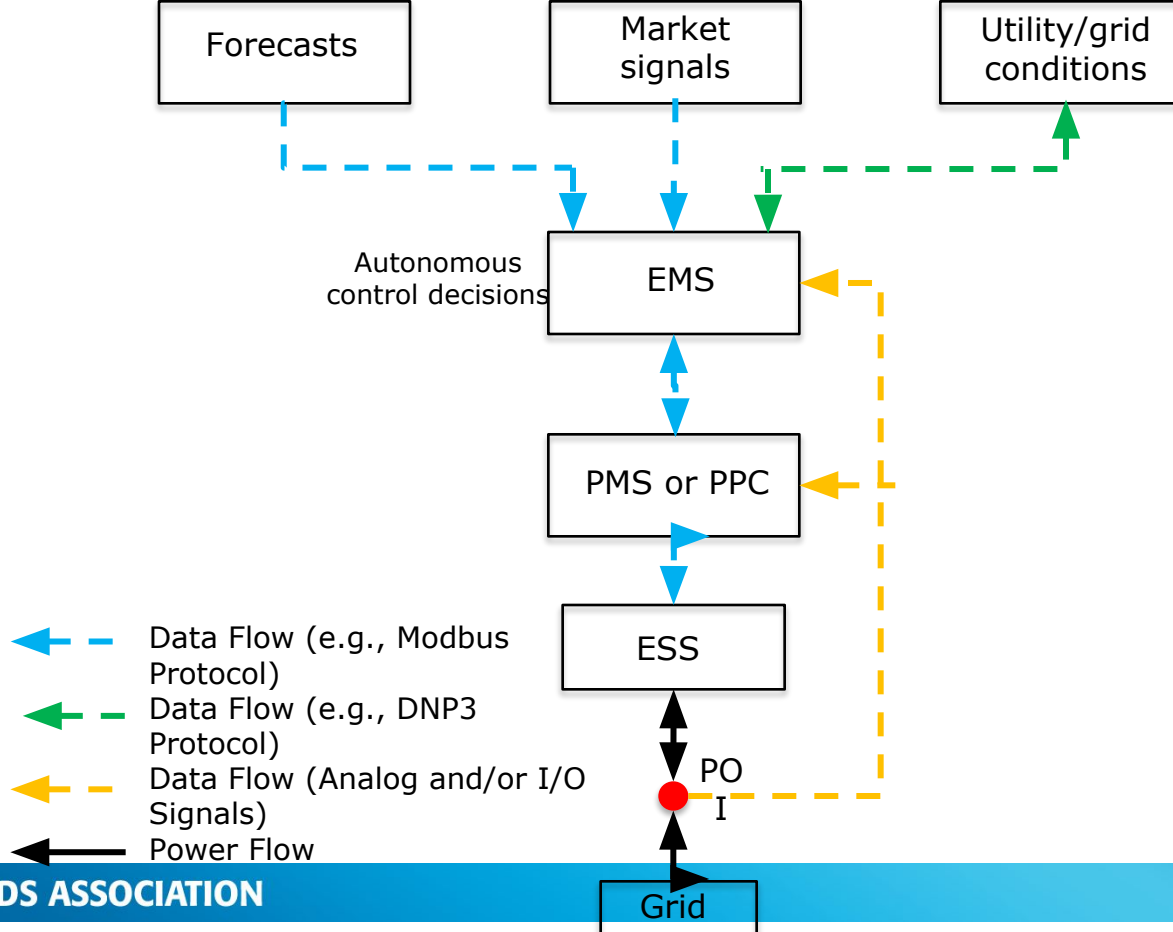 Forecasts
Market
signals
Utility/grid
conditions
Autonomous
control decisions
EMS
PMS or PPC
ESS
Data Flow (e.g., Modbus
Protocol)
Data Flow (e.g., DNP3
Protocol)
Data Flow (Analog and/or I/O
Signals)
Power Flow
PO
I
DS ASSOCIATION
Grid